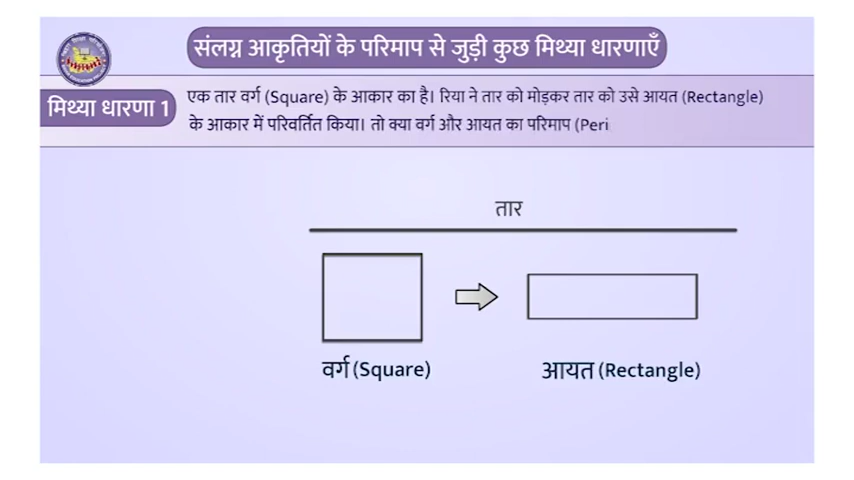 संलग्न आकृतियों के परिमाप से जुड़ी कुछ मिथ्या धारणाएँ
मिथ्या धारणा 1
एक तार वर्ग (Square) के आकार का है। रिया ने तार को मोड़कर तार को उसे आयत (Rectangle)
के आकार में परिवर्तित किया। तो क्या वर्ग और आयत का परिमाप (Peri
तार
वर्ग (Square)
आयत (Rectangle)